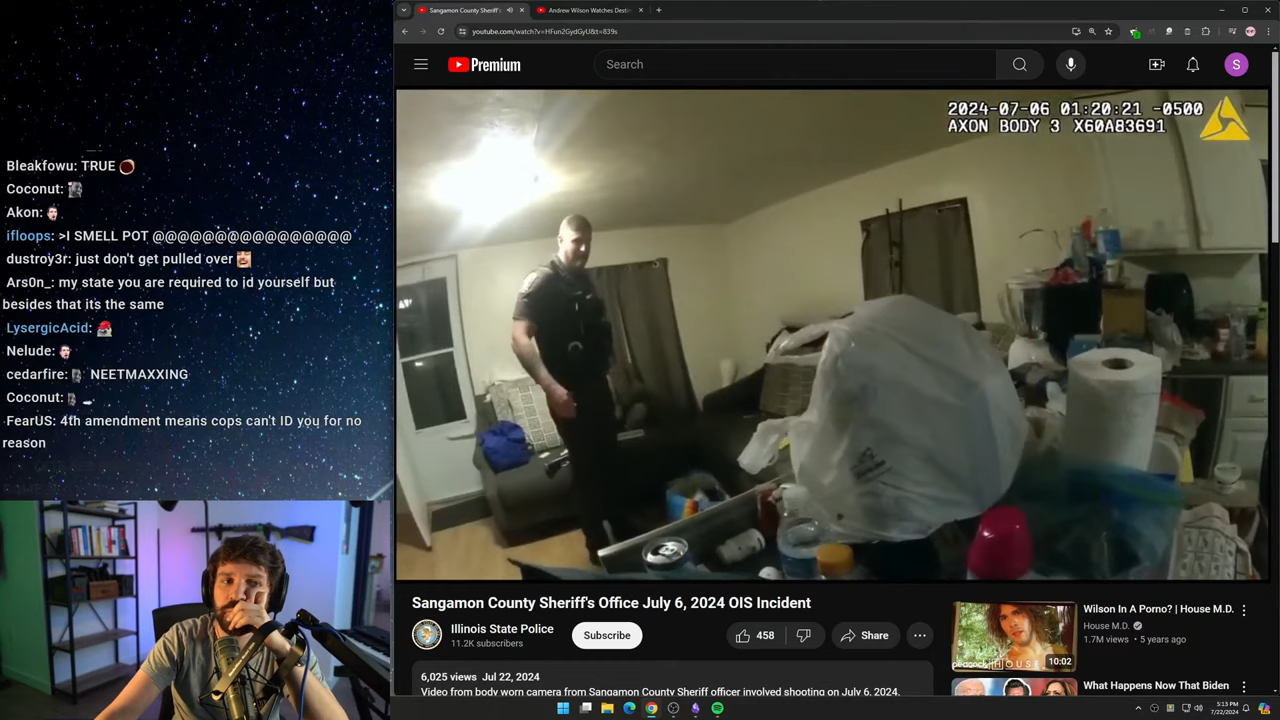 Bleakfowu: TRUE
Coconut:
Akon:
ifloops: >I SMELL POT @@@@@@@@@@@@@@@@
dustroy3r: just don't get pulled over
Ars0n_: my state you are required to id yourself but
besides that its the same
LysergicAcid:
Nelude:
cedarfire: NEETMAXXING
Coconut:
FearUS: 4th amendment means cops can't ID you for no
reason
Sangamon County Sheriff's
Andrew Wilson Watches Desti
youtube.com/watch?v=HFun2GydGyU&t=839s
Premium
Search
S
2024-07-06 01:20:21 -0500
AXON BODY 3 X60A83691
Sangamon County Sheriff's Office July 6, 2024 OIS Incident
Illinois State Police
11.2K subscribers
Subscribe
458
Share
6,025 views Jul 22, 2024
Video from body worn camera from Sangamon County Sheriff officer involved shooting on July 6, 2024,
Wilson In A Porno? | House M.D.
House M.D.
1.7M views • 5 years ago
peacock HOUSE
10:02
What Happens Now That Biden
5:13 PM
7/22/2024